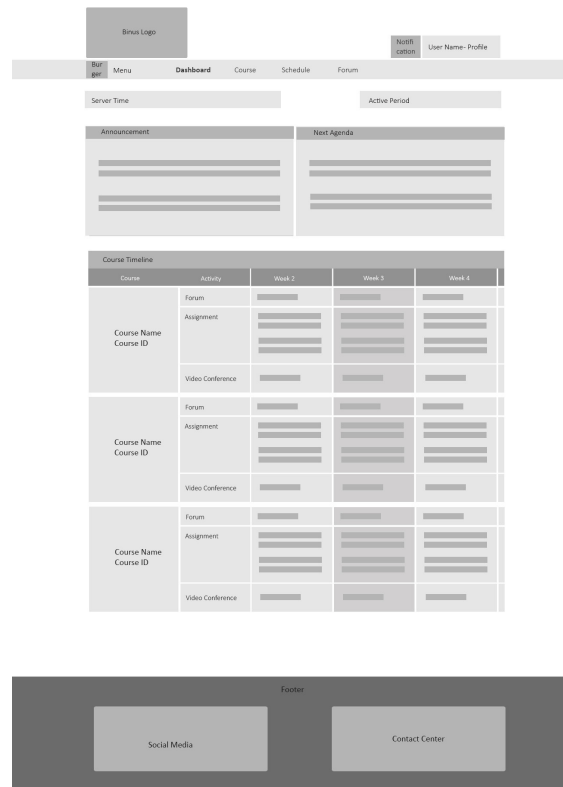 Binus Logo
Notifi
cation
User Name- Profile
Bur
ger
Menu
Dashboard
Course
Schedule
Forum
Server Time
Active Period
Announcement
Next Agenda
Course Timeline
Course
Activity
Week 2
Week 3
Week 4
Forum
Assignment
Course Name
Course ID
Video Conference
Forum
Assignment
Course Name
Course ID
Video Conference
Forum
Assignment
Course Name
Course ID
Video Conference
Footer
Social Media
Contact Center